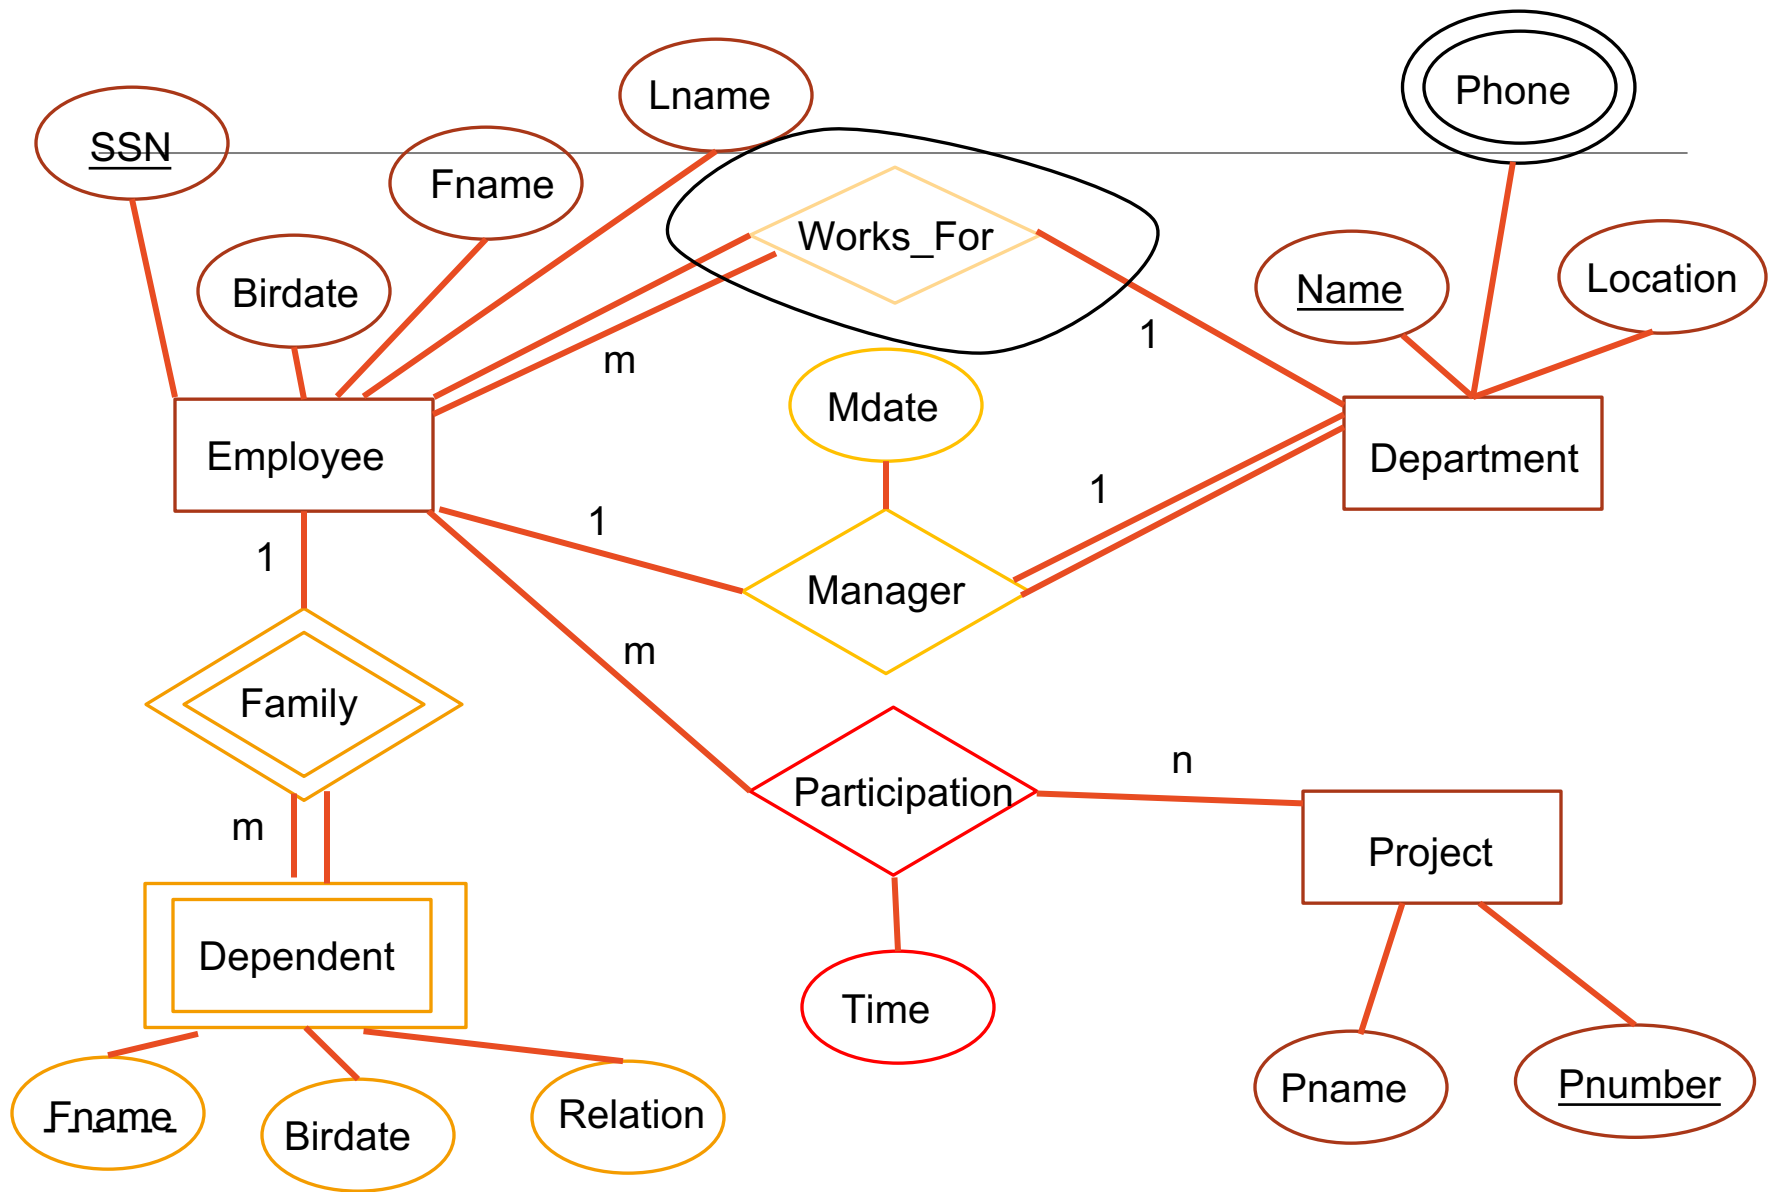 Lname
Phone
SSN
Fname
Works_For
Birdate
Name
Location
1
m
Mdate
Employee
Department
1
1
1
Manager
m
Family
n
Participation
m
Project
Dependent
Time
Pname
Pnumber
Fname
Birdate
Relation